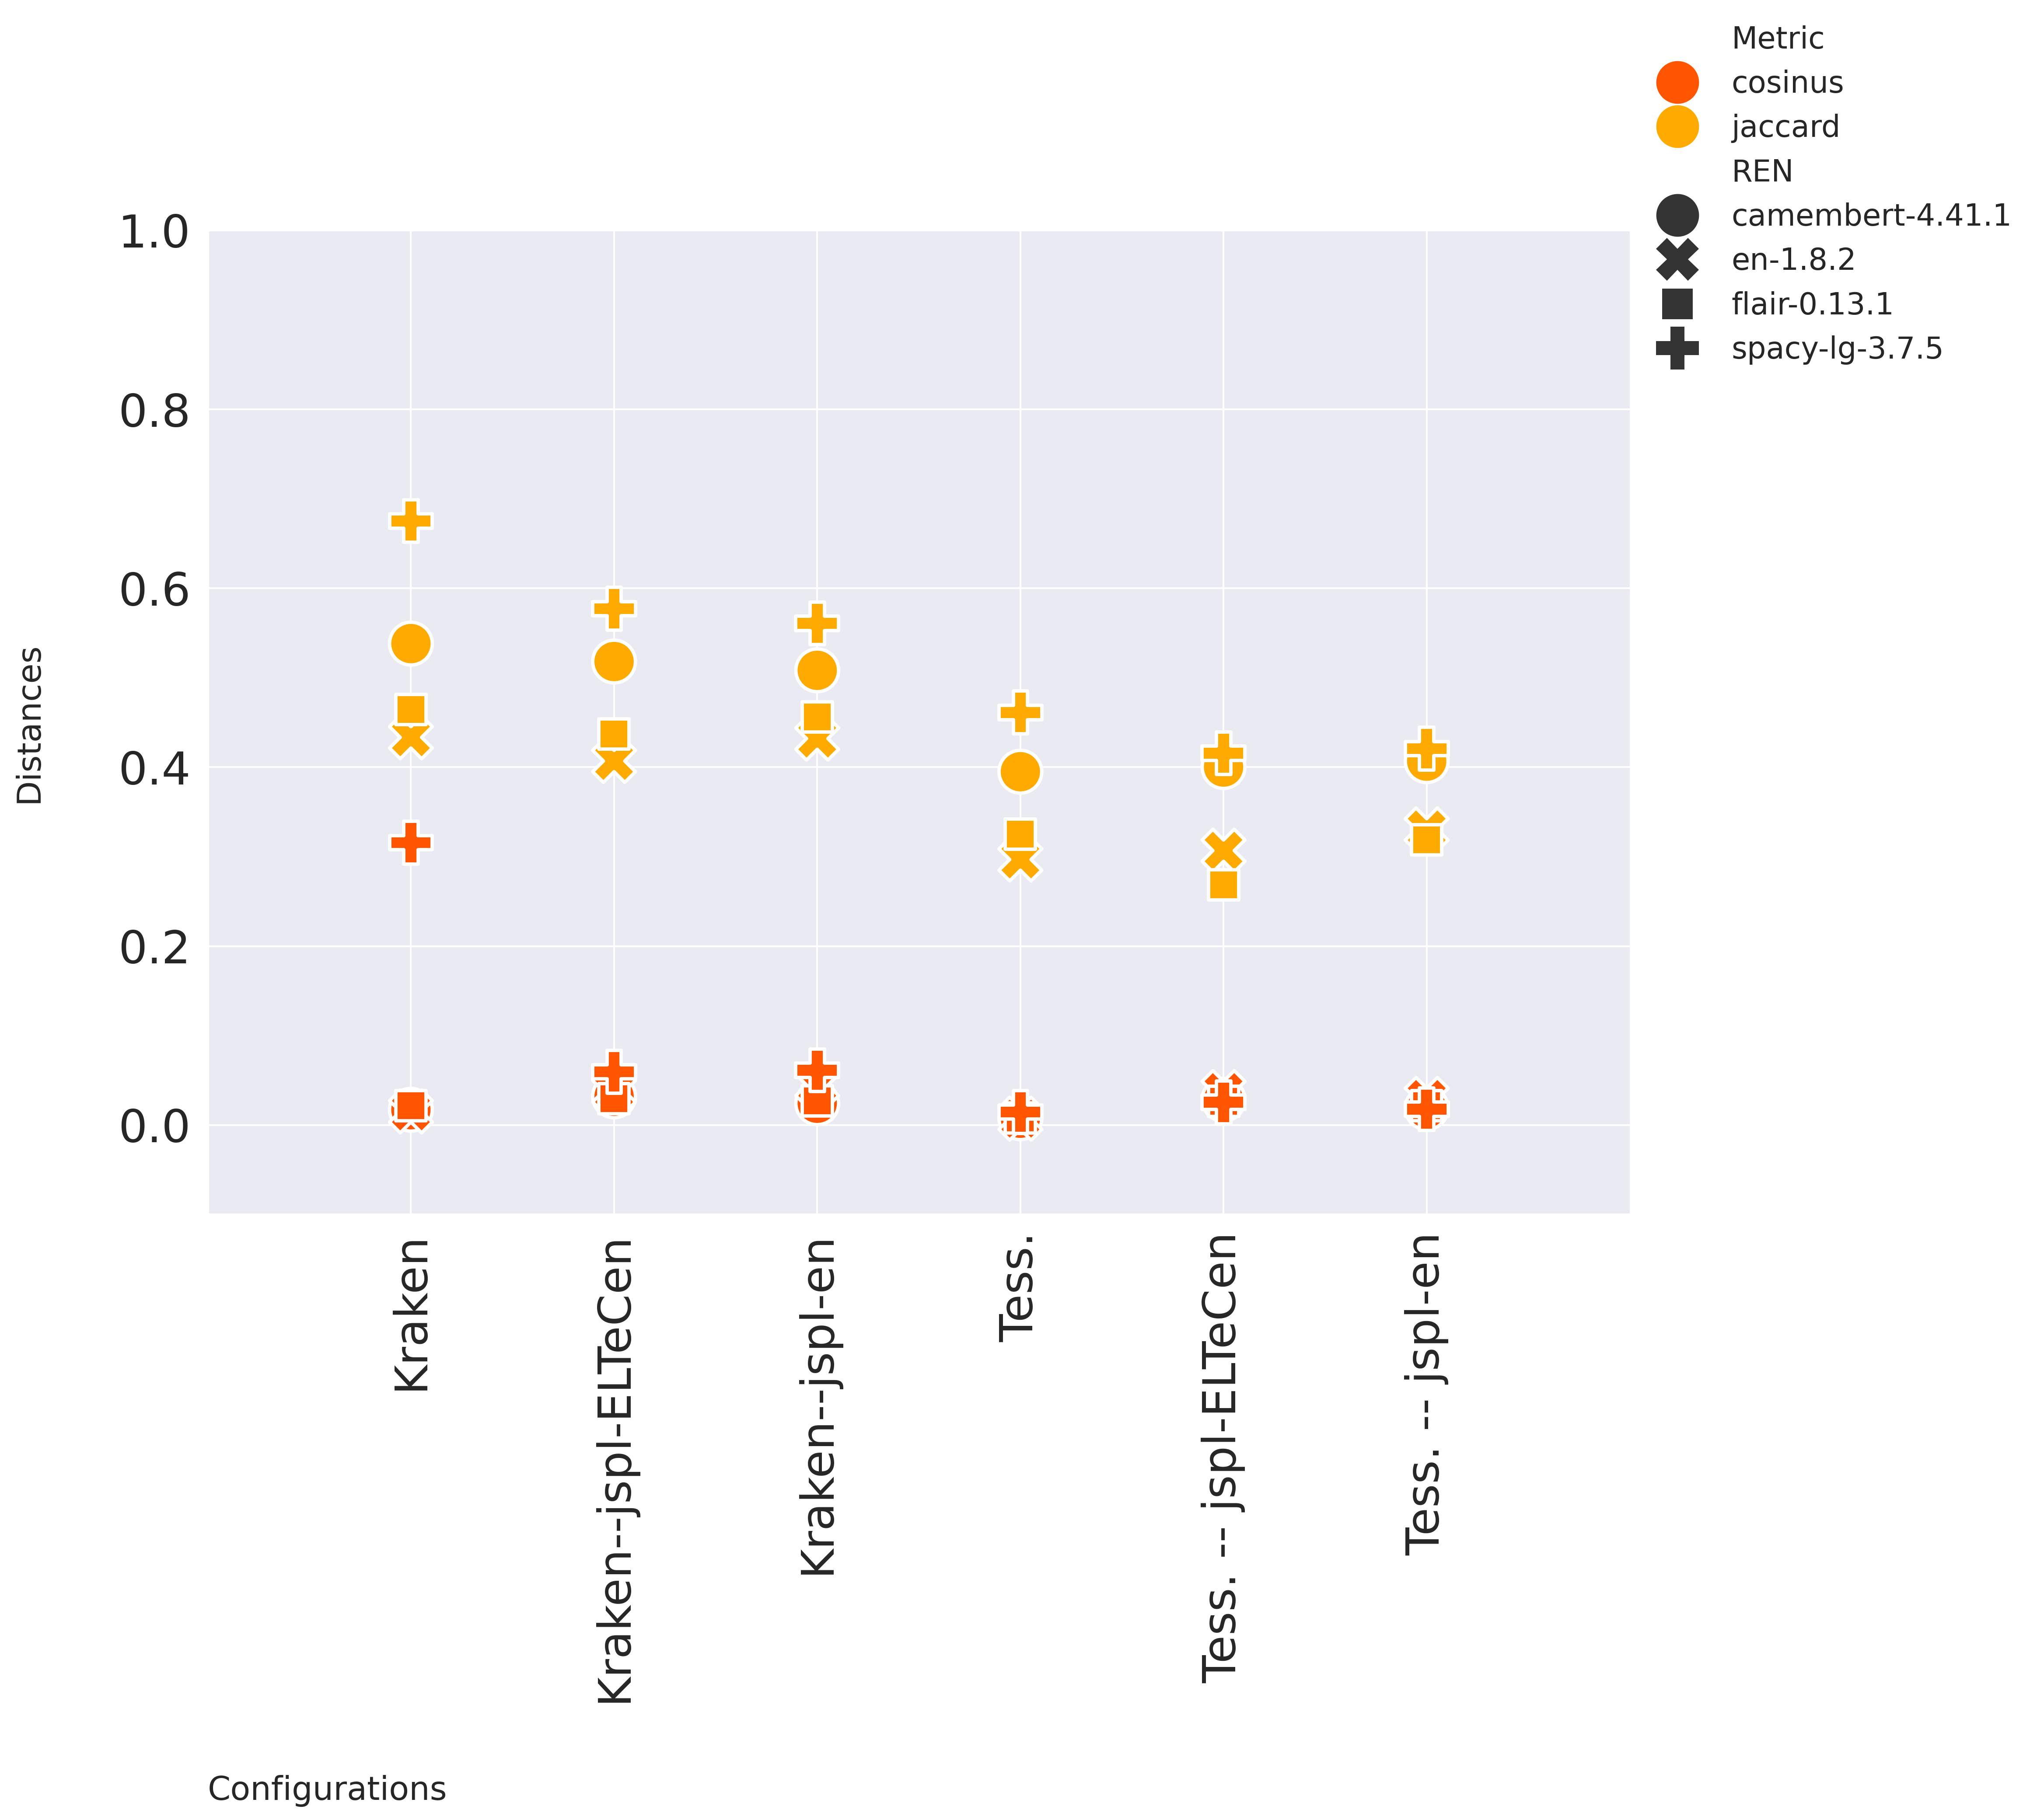 Metric
cosinus
jaccard
REN
camembert-4.41.1
en-1.8.2
flair-0.13.1
spacy-lg-3.7.5
1.0
0.8
0.6
0.4
0.2
0.0
Distances
Kraken
Kraken--jspl-ELTeCen
Kraken--jspl-en
Tess.
Tess. -- jspl-ELTeCen
Tess. -- jspl-en
Configurations